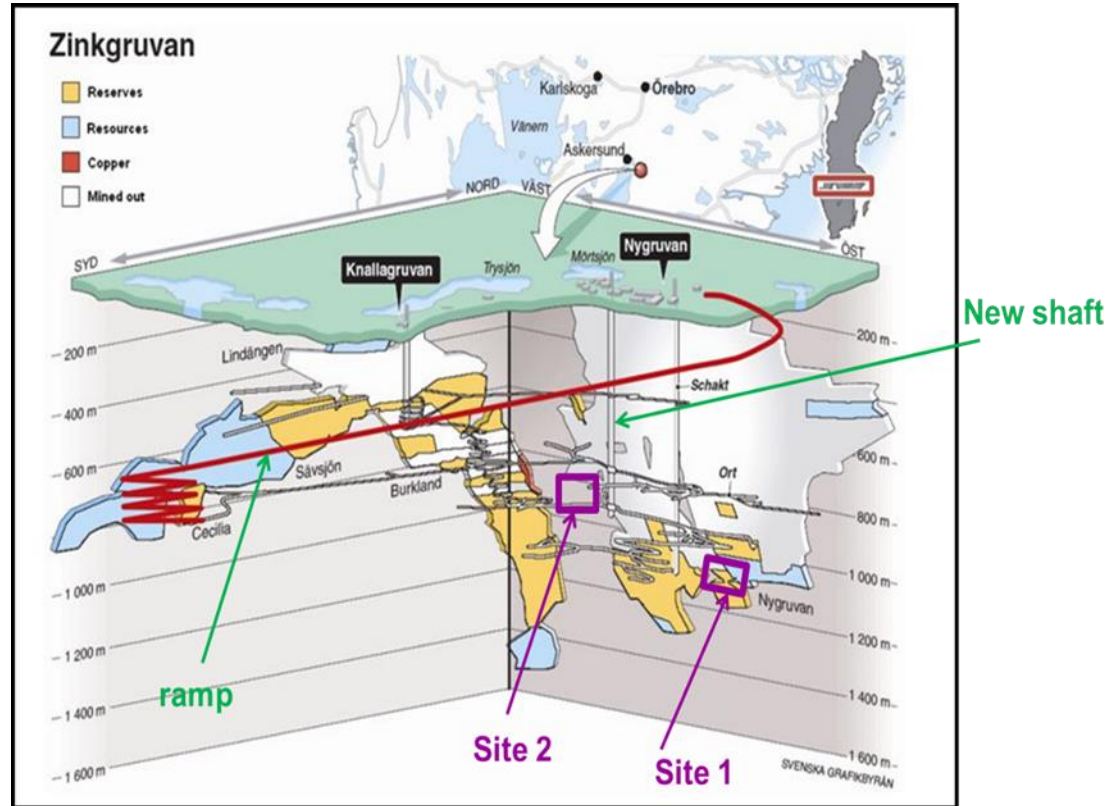 Zinkgruvan
Reserves
Resources
Copper
Mined out
Karlskoga
Örebro
Vänern
Askersund
NORD
VÄST
SYD
ÖST
Knallagruvan
Trysjön
Mörtsjön
Nygruvan
New shaft
200 m
200 m
Lindängen
400 m
400 m
Schakt
600 m
600 m
Sävsjön
Burkland
Ort
Cecilia
800 m
1 000 m
1 000 m
Nygruvan
1 200 m
1 200 m
1 400 m
1 400 m
1 600 m
1 600 m
ramp
Site 2
Site 1
SVENSKA GRAFIKBYRÅN